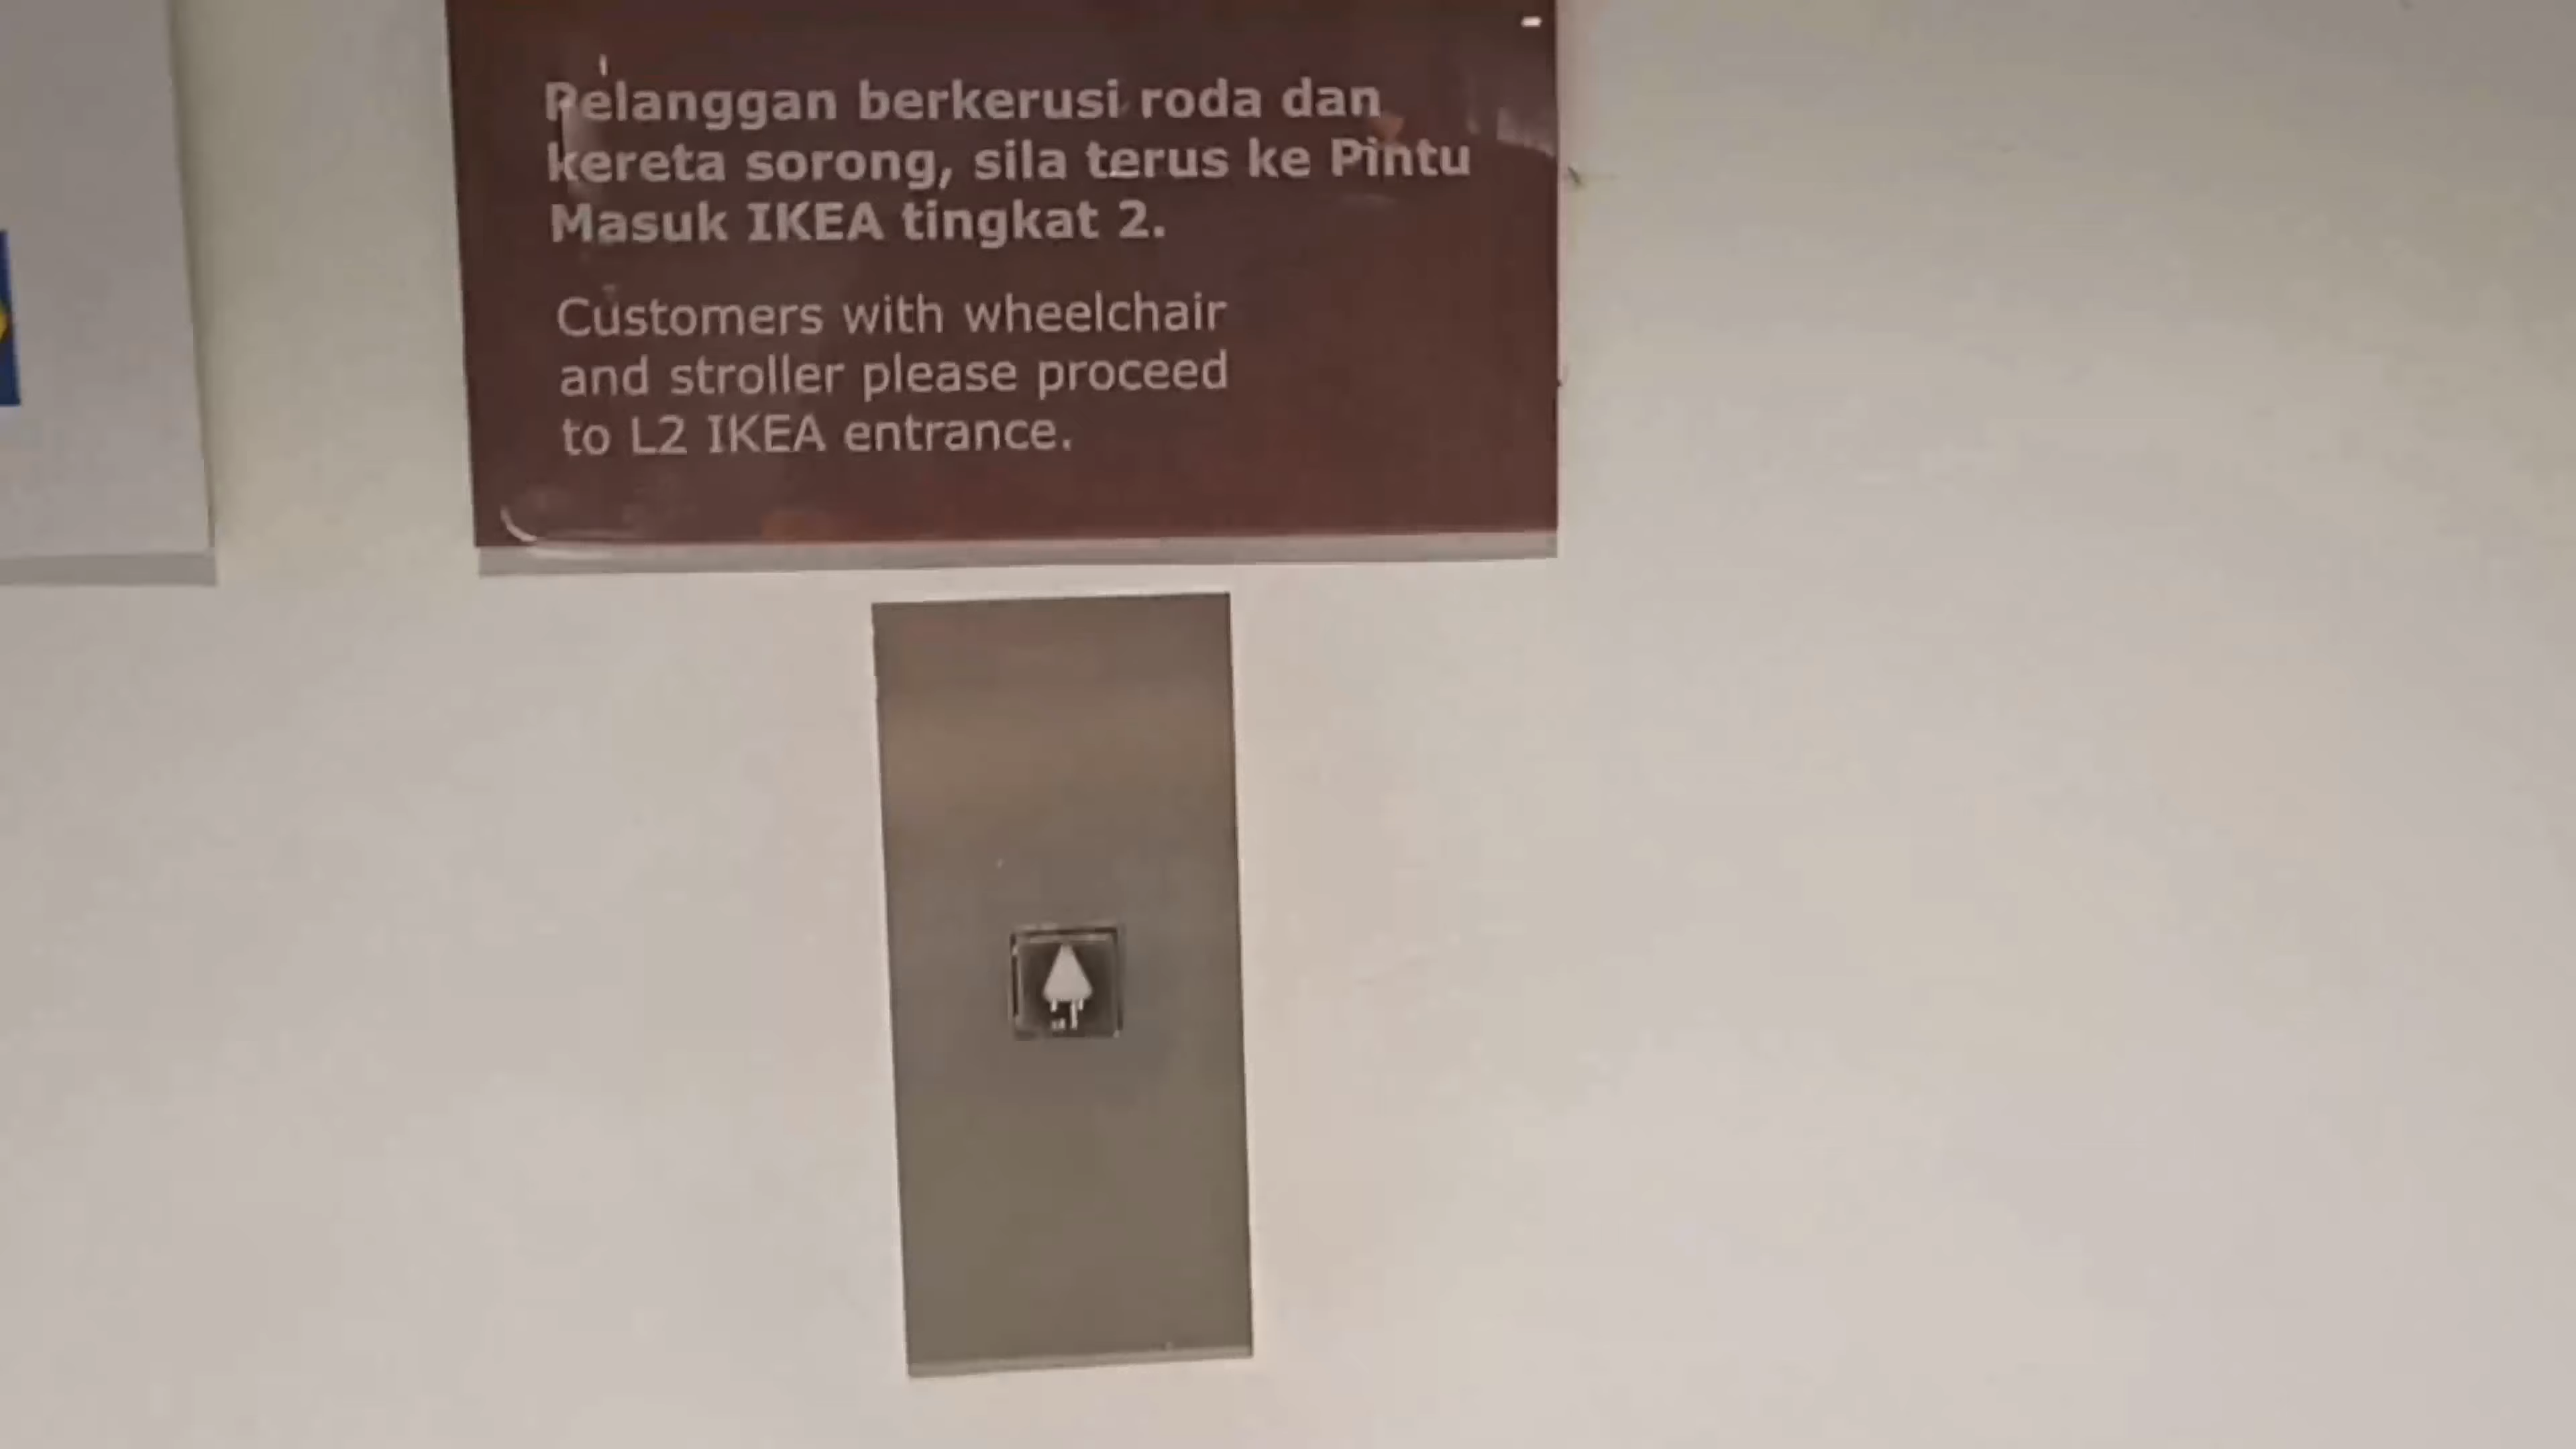 Pelanggan berkerusi roda dan
kereta sorong, sila terus ke Pintu
Masuk IKEA tingkat 2.
Customers with wheelchair
and stroller please proceed
to L2 IKEA entrance.